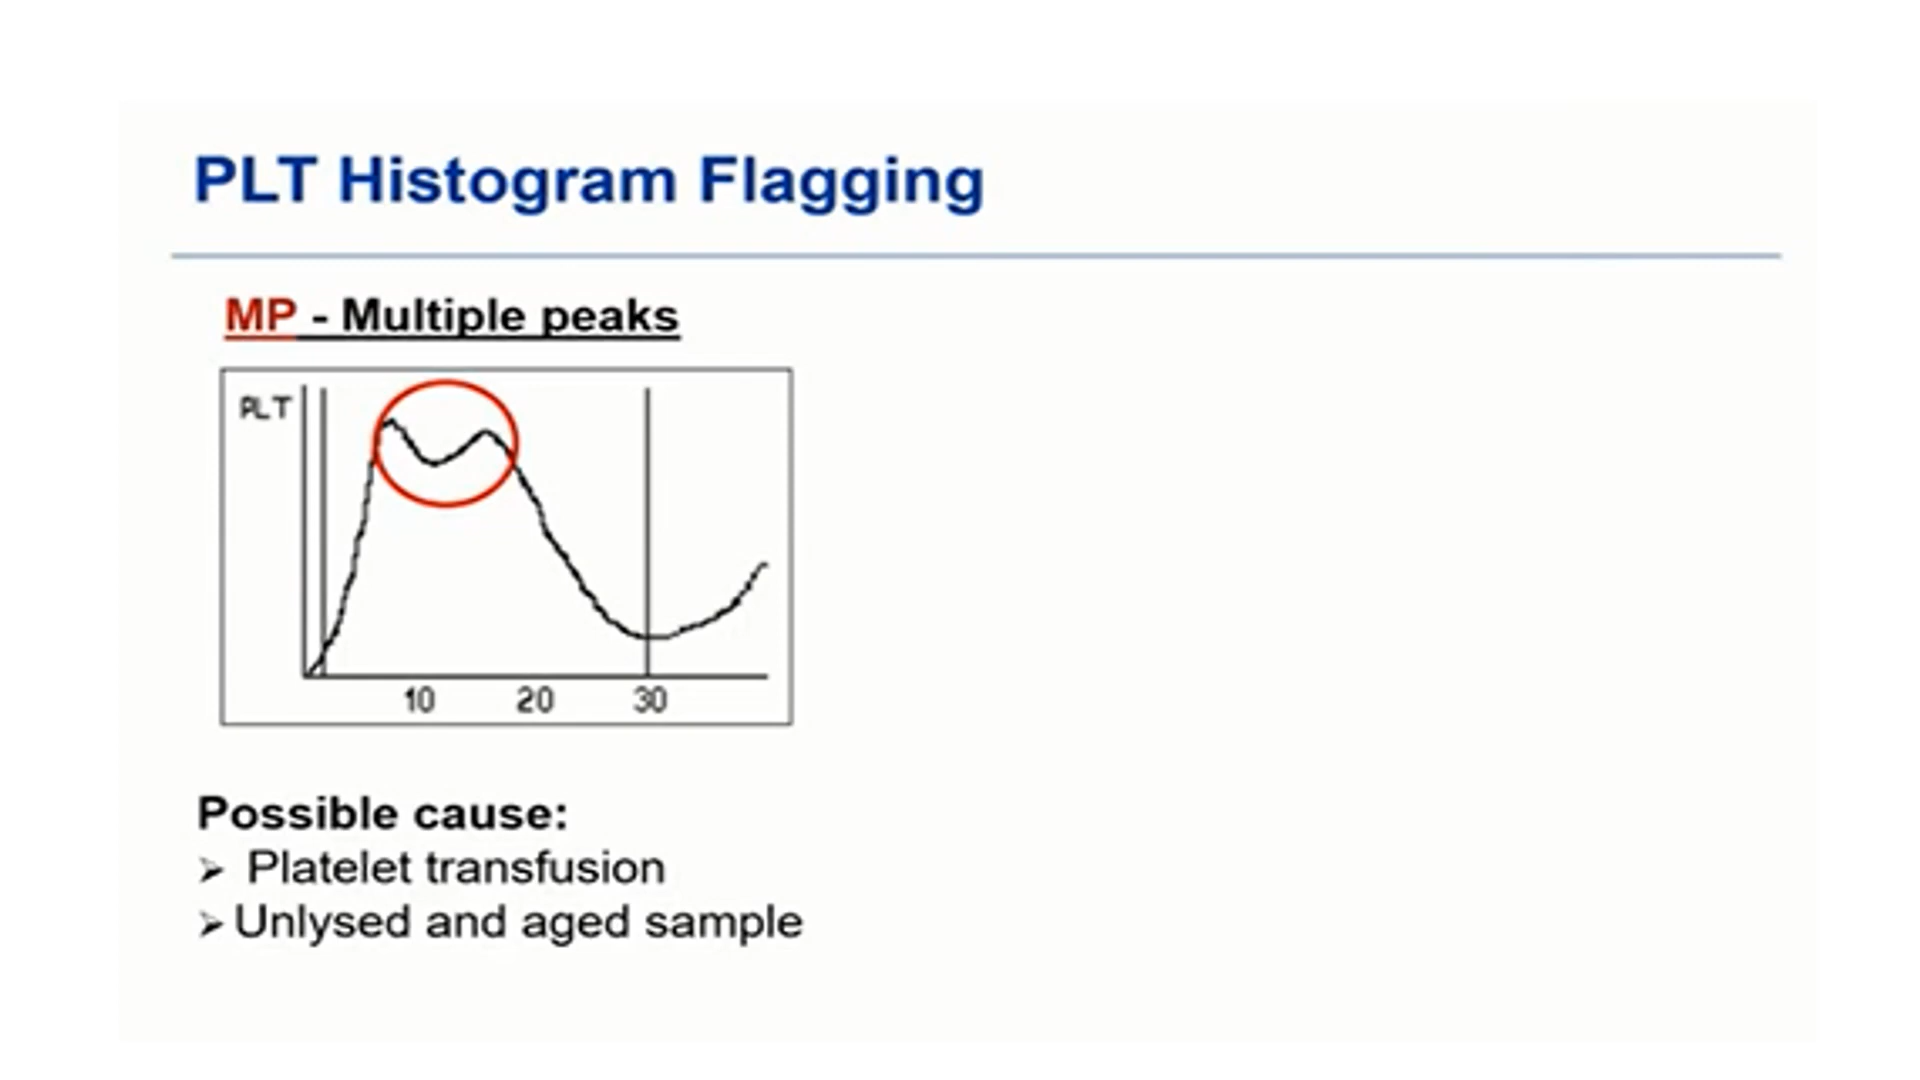 PLT Histogram Flagging
MP - Multiple peaks
PLT
10 20 30
Possible cause:
➢ Platelet transfusion
➢ Unlysed and aged sample